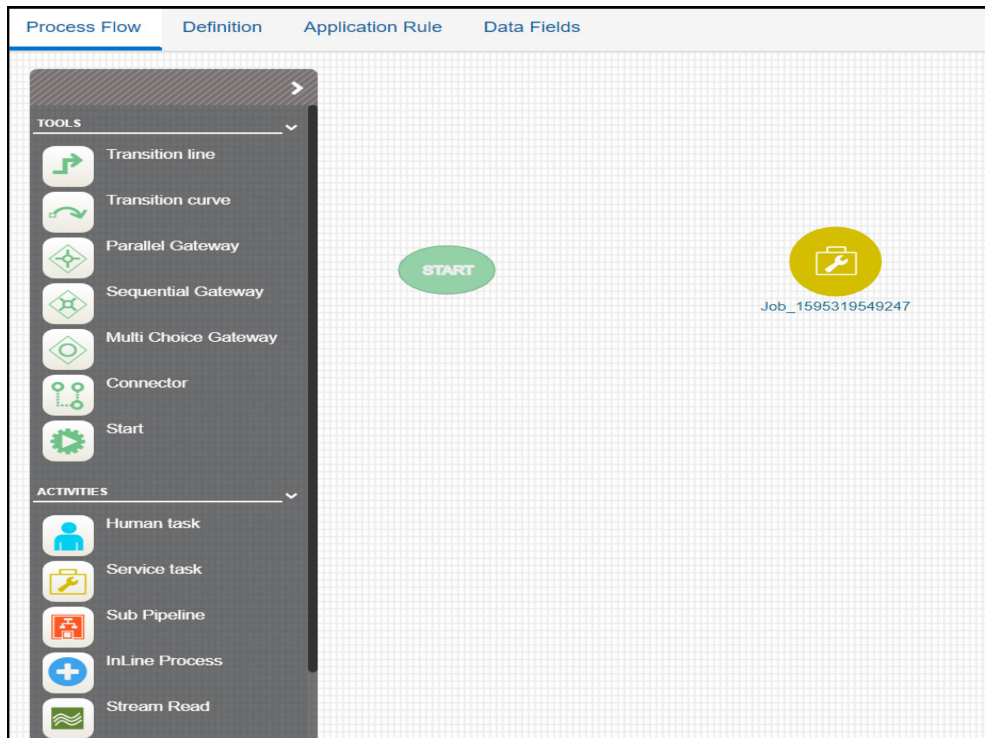 Process Flow Definition Application Rule Data Fields
TOOLS
Transition line
Transition curve
Parallel Gateway
Sequential Gateway
Multi Choice Gateway
Connector
Start
ACTIVITIES
Human task
Service task
Sub Pipeline
InLine Process
Stream Read
START
Job_1595319549247